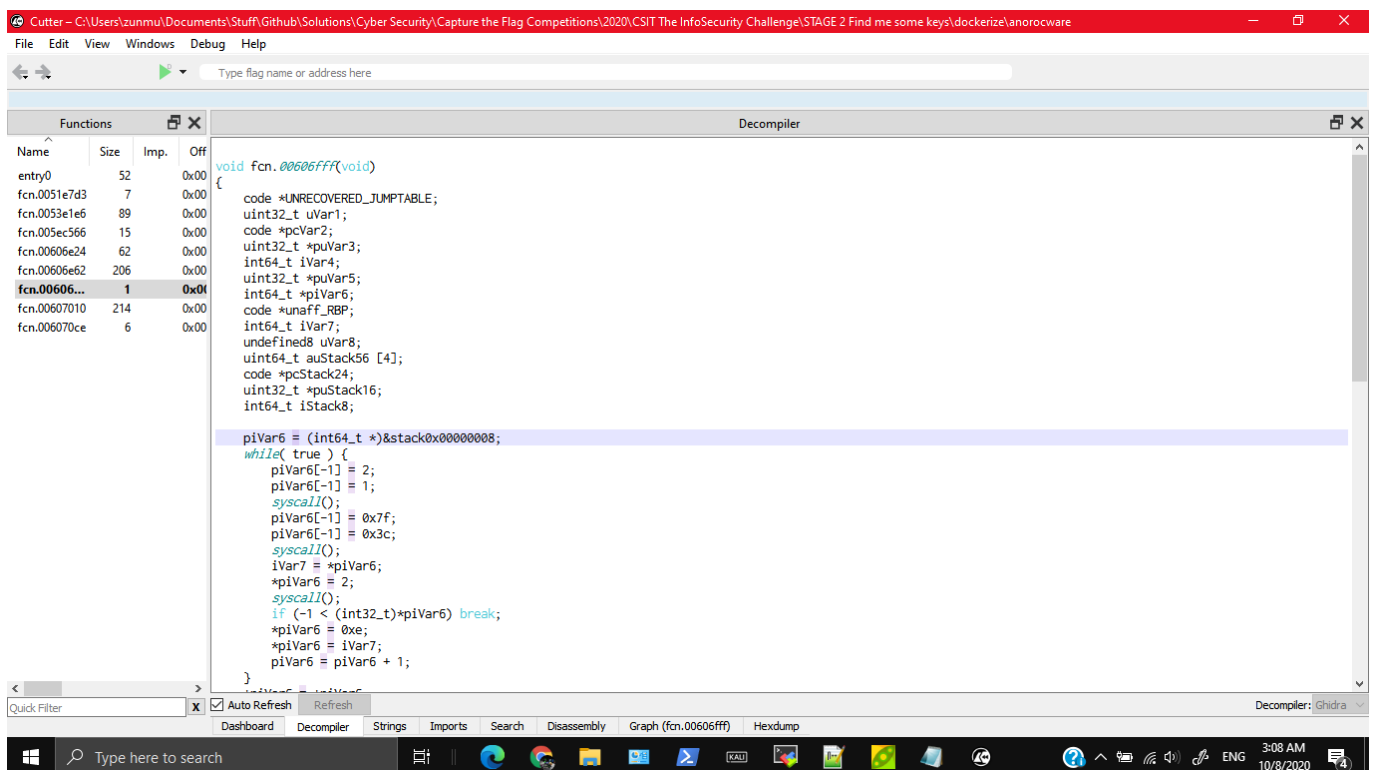 Cutter – C:\Users\zunmu\Documents\Stuff\Github\Solutions\Cyber Security\Capture the Flag Competitions\2020\CSIT The InfoSecurity Challenge\STAGE 2 Find me some keys\dockerize\anorocware
File Edit View Windows Debug Help
Type flag name or address here
Functions
Decompiler
Name Size Imp. Off
entry0 52 0x00
fcn.0051e7d3 7 0x00
fcn.0053e1e6 89 0x00
fcn.005ec566 15 0x00
fcn.00606e24 62 0x00
fcn.00606e62 206 0x00
fcn.00606... 1 0x00
fcn.00607010 214 0x00
fcn.006070ce 6 0x00
void fcn.00606fff(void)
{
code *UNRECOVERED_JUMPTABLE;
uint32_t uVar1;
code *pcVar2;
uint32_t *puVar3;
int64_t iVar4;
uint32_t *puVar5;
int64_t *piVar6;
code *unaff_RBP;
int64_t iVar7;
undefined8 uVar8;
uint64_t auStack56 [4];
code *pcStack24;
uint32_t *puStack16;
int64_t iStack8;
piVar6 = (int64_t *)&stack0x00000008;
while( true ) {
piVar6[-1] = 2;
piVar6[-1] = 1;
syscall();
piVar6[-1] = 0x7f;
piVar6[-1] = 0x3c;
syscall();
iVar7 = *piVar6;
*piVar6 = 2;
syscall();
if (-1 < (int32_t)*piVar6) break;
*piVar6 = 0xe;
*piVar6 = iVar7;
piVar6 = piVar6 + 1;
}
Quick Filter X
Auto Refresh Refresh
Decompiler: Ghidra
Dashboard Decompiler Strings Imports Search Disassembly Graph (fcn.00606fff) Hexdump
Type here to search
KAU
ENG
3:08 AM
10/8/2020
4